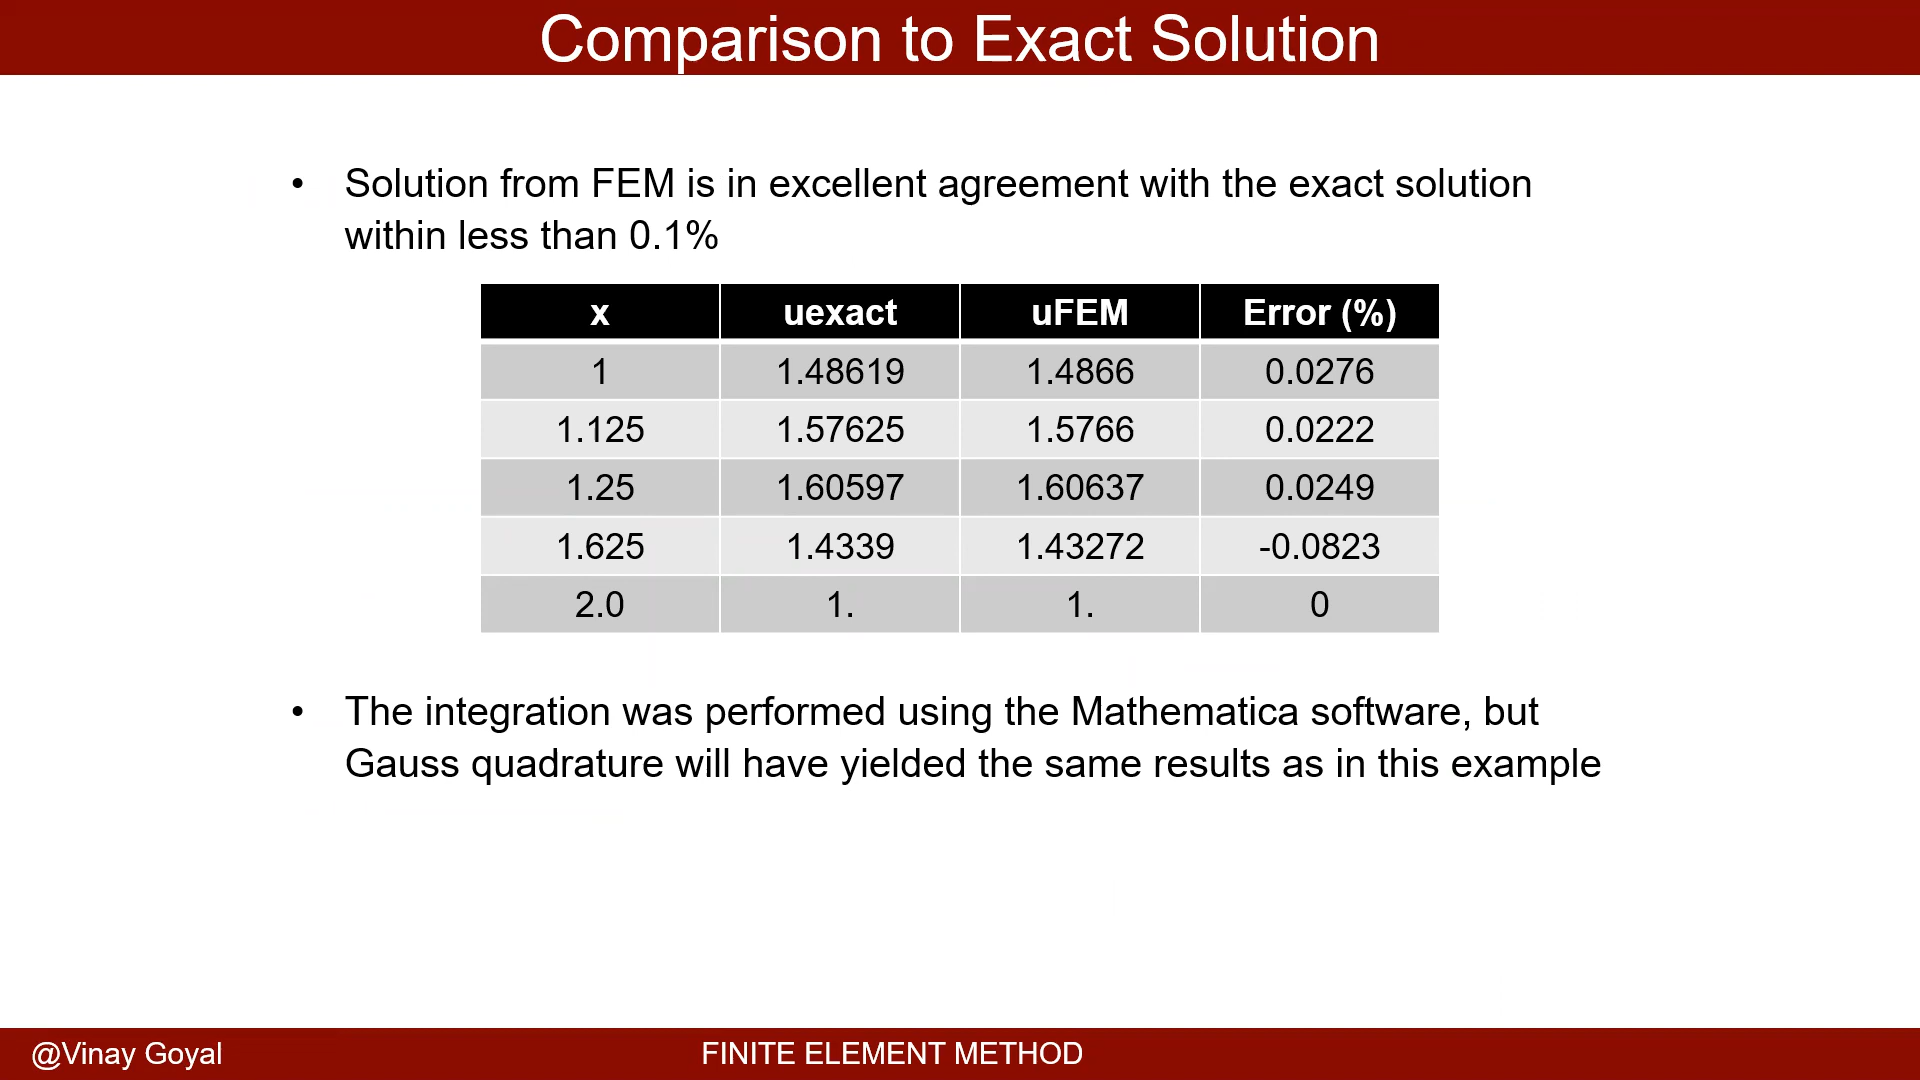 Comparison to Exact Solution
• Solution from FEM is in excellent agreement with the exact solution
within less than 0.1%
x uexact uFEM Error (%)
1 1.48619 1.4866 0.0276
1.125 1.57625 1.5766 0.0222
1.25 1.60597 1.60637 0.0249
1.625 1.4339 1.43272 -0.0823
2.0 1. 1. 0
• The integration was performed using the Mathematica software, but
Gauss quadrature will have yielded the same results as in this example
@Vinay Goyal FINITE ELEMENT METHOD